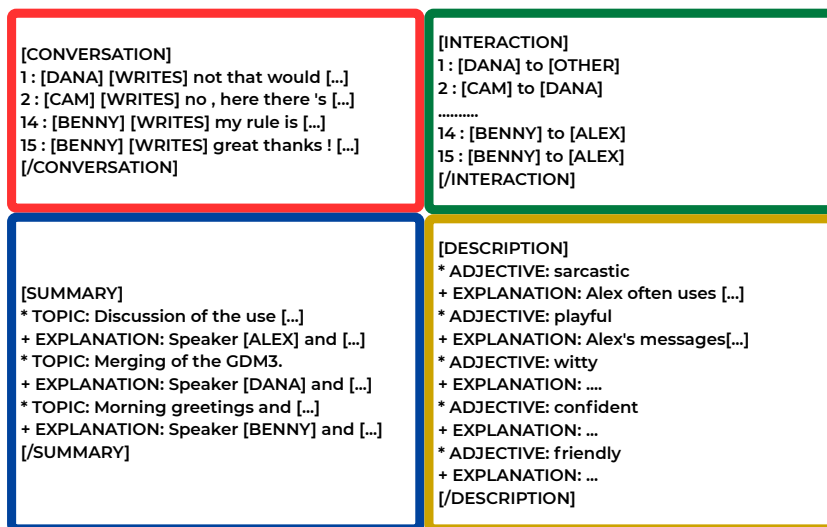 [CONVERSATION]
1 : [DANA] [WRITES] not that would [...]
2 : [CAM] [WRITES] no , here there 's [...]
14 : [BENNY] [WRITES] my rule is [...]
15 : [BENNY] [WRITES] great thanks ! [...]
[/CONVERSATION]
[INTERACTION]
1 : [DANA] to [OTHER]
2 : [CAM] to [DANA]
..........
14 : [BENNY] to [ALEX]
15 : [BENNY] to [ALEX]
[/INTERACTION]
[SUMMARY]
* TOPIC: Discussion of the use [...]
+ EXPLANATION: Speaker [ALEX] and [...]
* TOPIC: Merging of the GDM3.
+ EXPLANATION: Speaker [DANA] and [...]
* TOPIC: Morning greetings and [...]
+ EXPLANATION: Speaker [BENNY] and [...]
[/SUMMARY]
[DESCRIPTION]
* ADJECTIVE: sarcastic
+ EXPLANATION: Alex often uses [...]
* ADJECTIVE: playful
+ EXPLANATION: Alex's messages[...]
* ADJECTIVE: witty
+ EXPLANATION: ....
* ADJECTIVE: confident
+ EXPLANATION: ...
* ADJECTIVE: friendly
+ EXPLANATION: ...
[/DESCRIPTION]